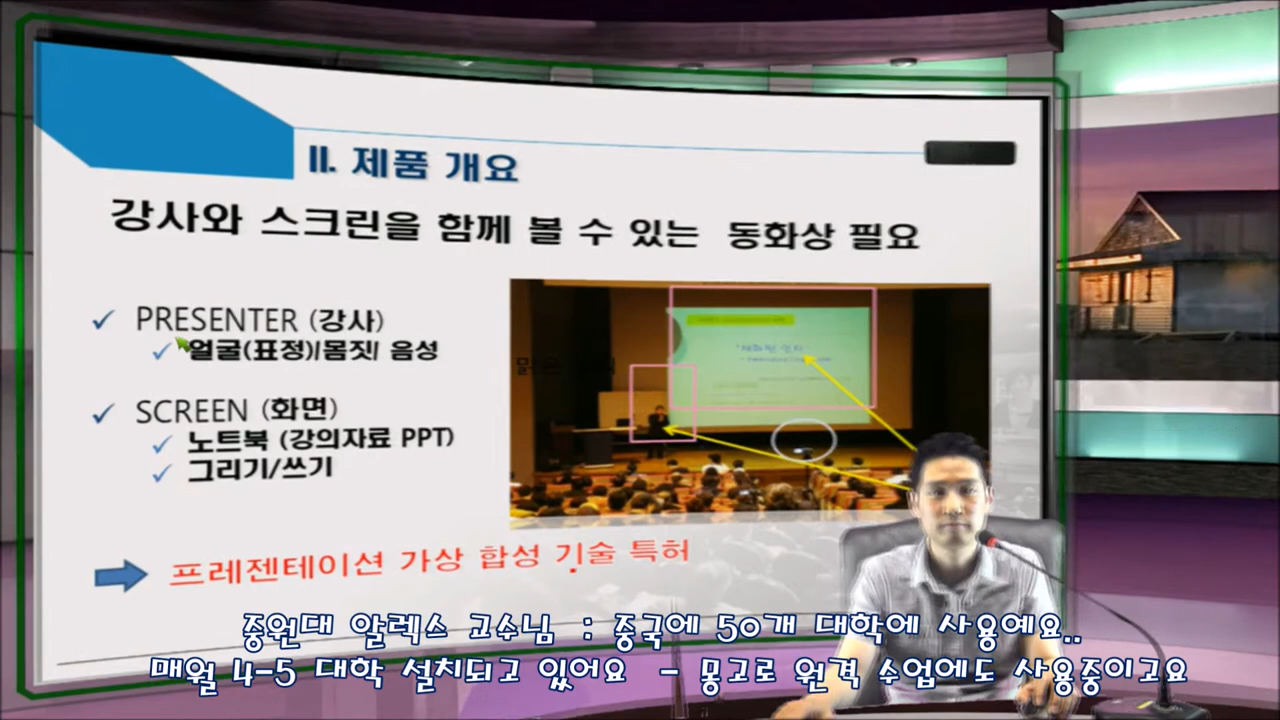 II. 제품 개요
강사와 스크린을 함께 볼 수 있는 동화상 필요
PRESENTER (강사)
얼굴(표정)/몸짓/ 음성
SCREEN (화면)
노트북 (강의자료 PPT)
그리기/쓰기
프레젠테이션 가상 합성 기술 특허
중원대 알렉스 교수님 : 중국에 50개 대학에 사용예요..
매월 4-5 대학 설치되고 있어요 - 몽고로 원격 수업에도 사용중이고요